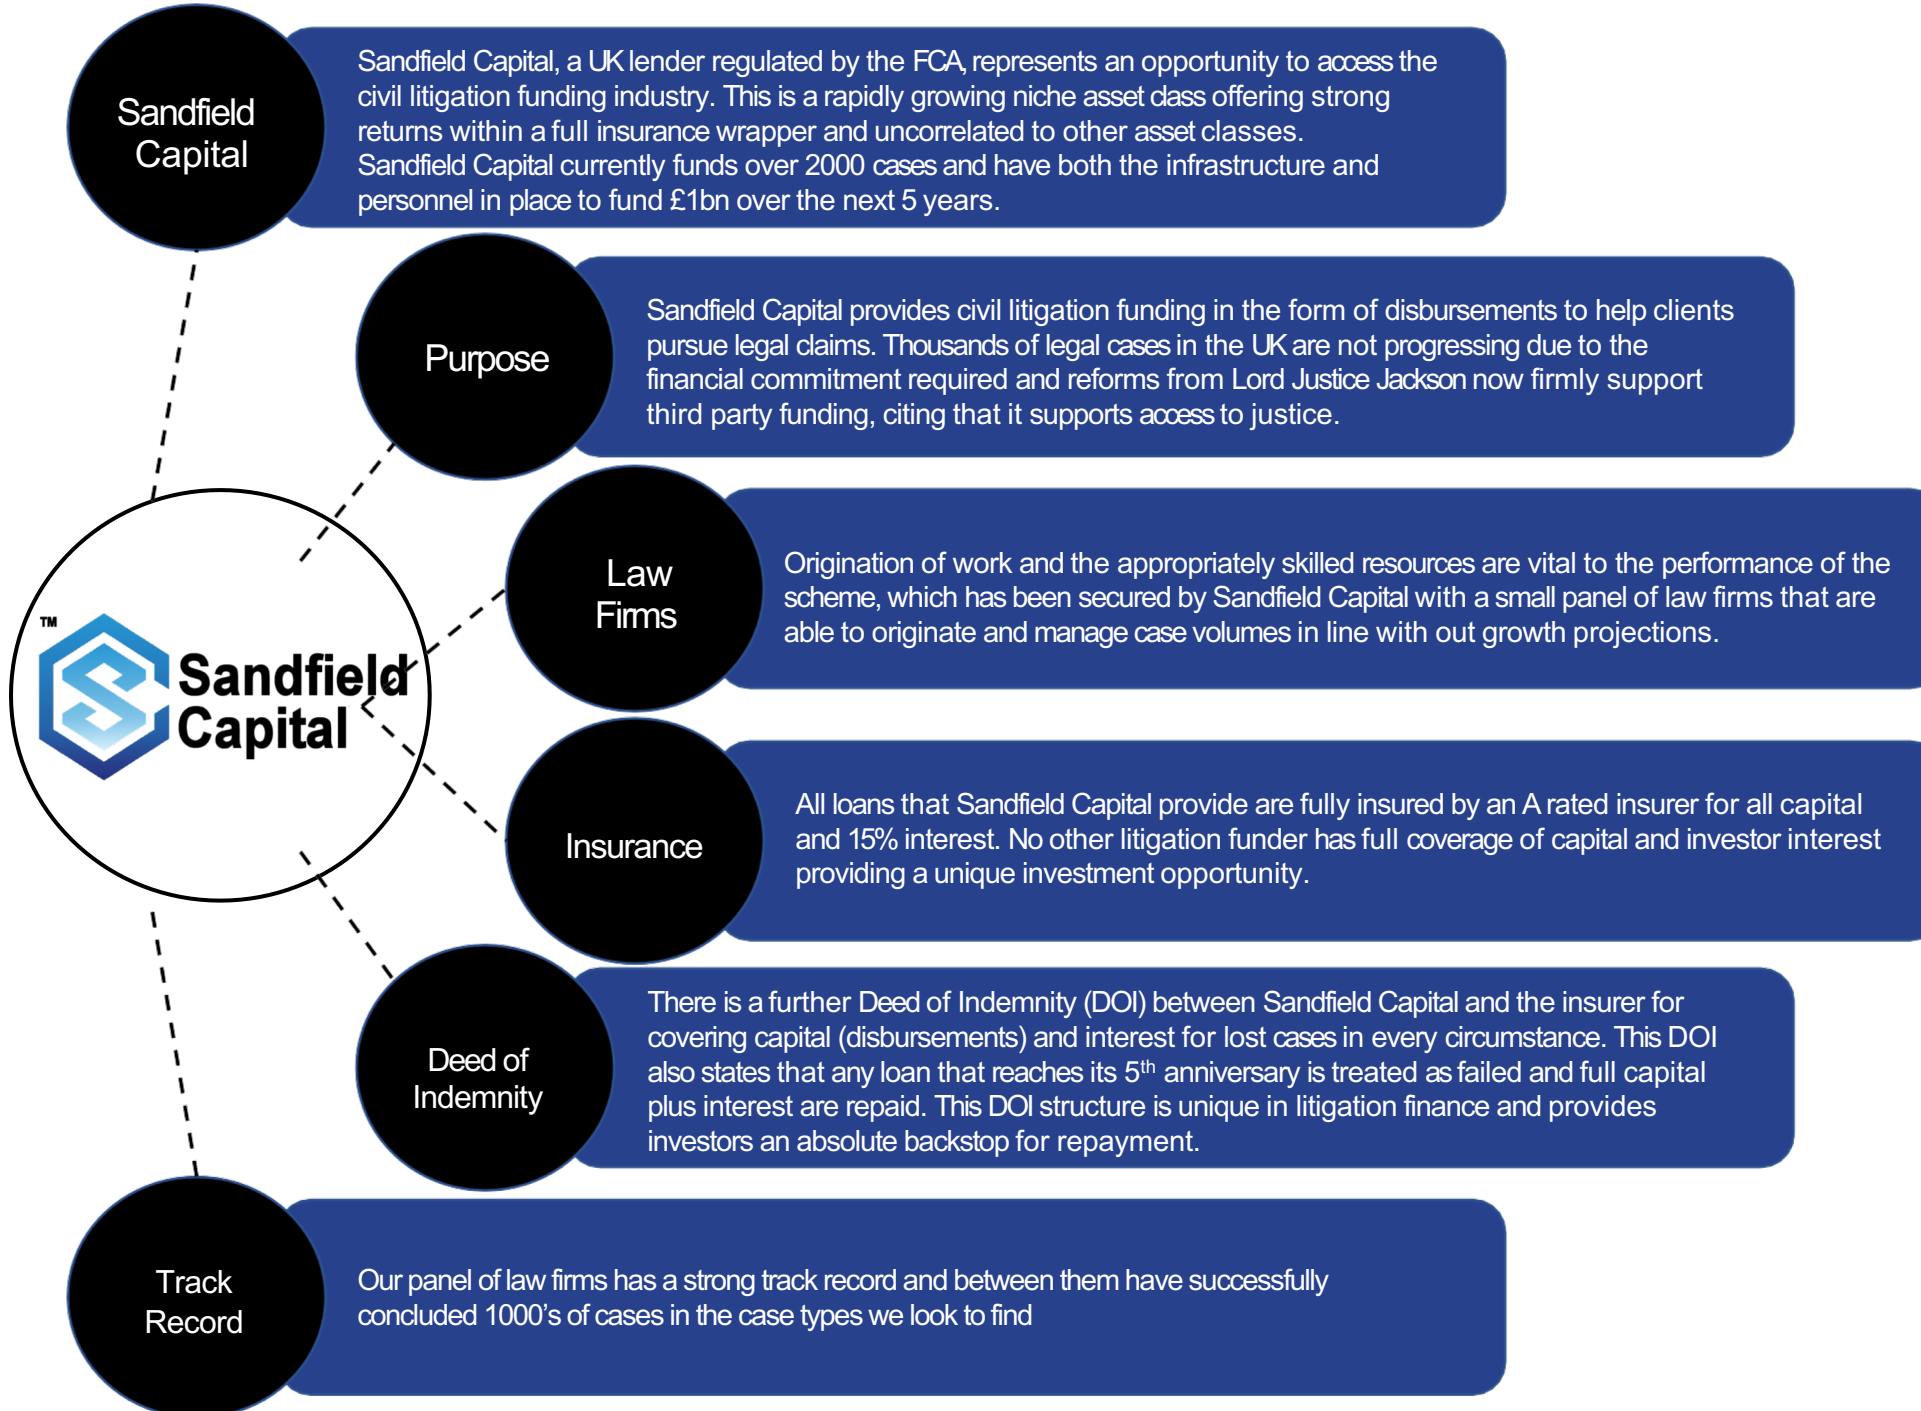 Sandfield
Capital
Sandfield Capital, a UK lender regulated by the FCA, represents an opportunity to access the
civil litigation funding industry. This is a rapidly growing niche asset class offering strong
returns within a full insurance wrapper and uncorrelated to other asset classes.
Sandfield Capital currently funds over 2000 cases and have both the infrastructure and
personnel in place to fund £1bn over the next 5 years.
Purpose
Sandfield Capital provides civil litigation funding in the form of disbursements to help clients
pursue legal claims. Thousands of legal cases in the UK are not progressing due to the
financial commitment required and reforms from Lord Justice Jackson now firmly support
third party funding, citing that it supports access to justice.
Law
Firms
Origination of work and the appropriately skilled resources are vital to the performance of the
scheme, which has been secured by Sandfield Capital with a small panel of law firms that are
able to originate and manage case volumes in line with out growth projections.
TM
Sandfield
Capital
Insurance
All loans that Sandfield Capital provide are fully insured by an A rated insurer for all capital
and 15% interest. No other litigation funder has full coverage of capital and investor interest
providing a unique investment opportunity.
Deed of
Indemnity
There is a further Deed of Indemnity (DOI) between Sandfield Capital and the insurer for
covering capital (disbursements) and interest for lost cases in every circumstance. This DOI
also states that any loan that reaches its 5th anniversary is treated as failed and full capital
plus interest are repaid. This DOI structure is unique in litigation finance and provides
investors an absolute backstop for repayment.
Track
Record
Our panel of law firms has a strong track record and between them have successfully
concluded 1000’s of cases in the case types we look to find